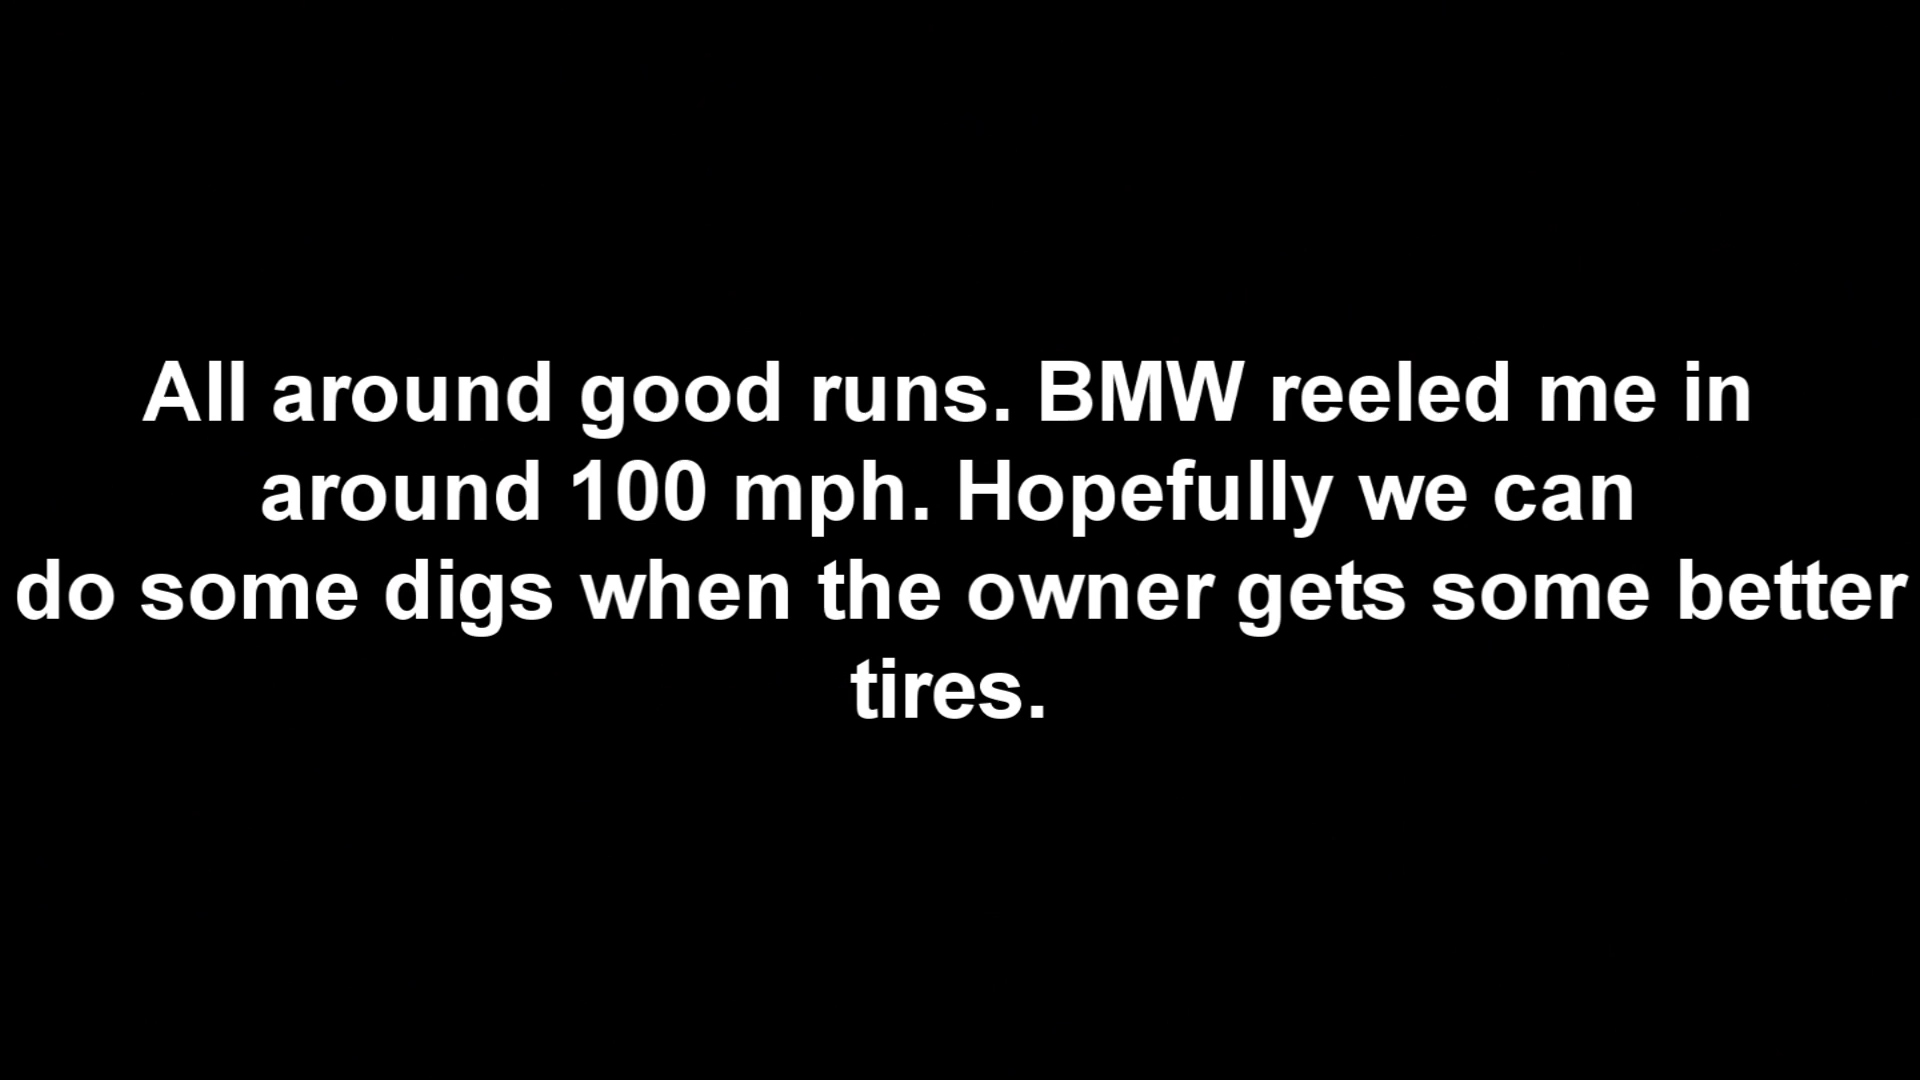 All around good runs. BMW reeled me in
around 100 mph. Hopefully we can
do some digs when the owner gets some better
tires.